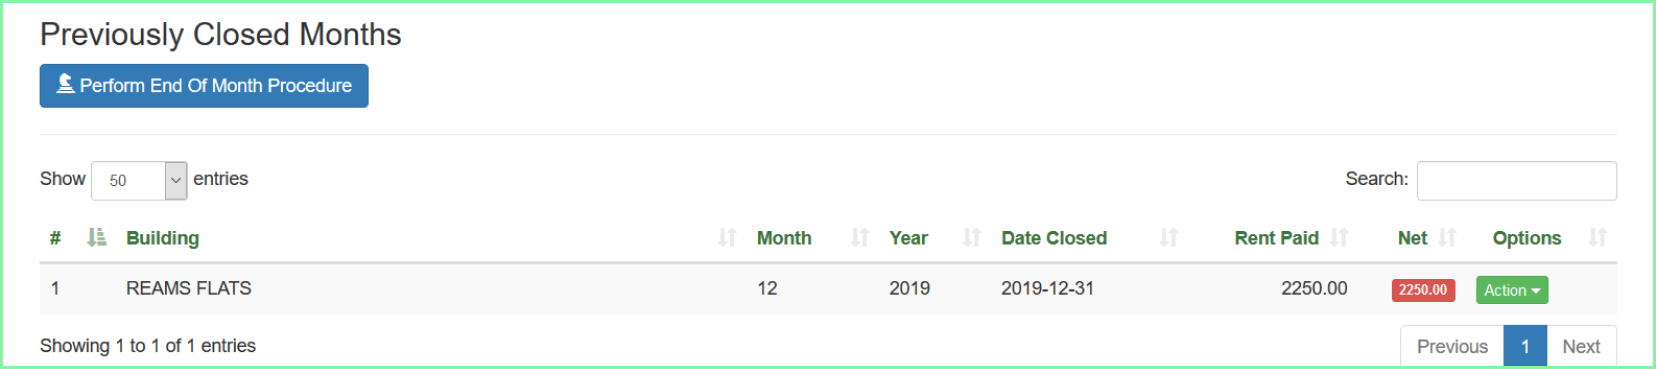 Previously Closed Months
Perform End Of Month Procedure
Show 50 entries Search:
# Building Month Year Date Closed Rent Paid Net Options
1 REAMS FLATS 12 2019 2019-12-31 2250.00 2250.00 Action
Showing 1 to 1 of 1 entries Previous 1 Next